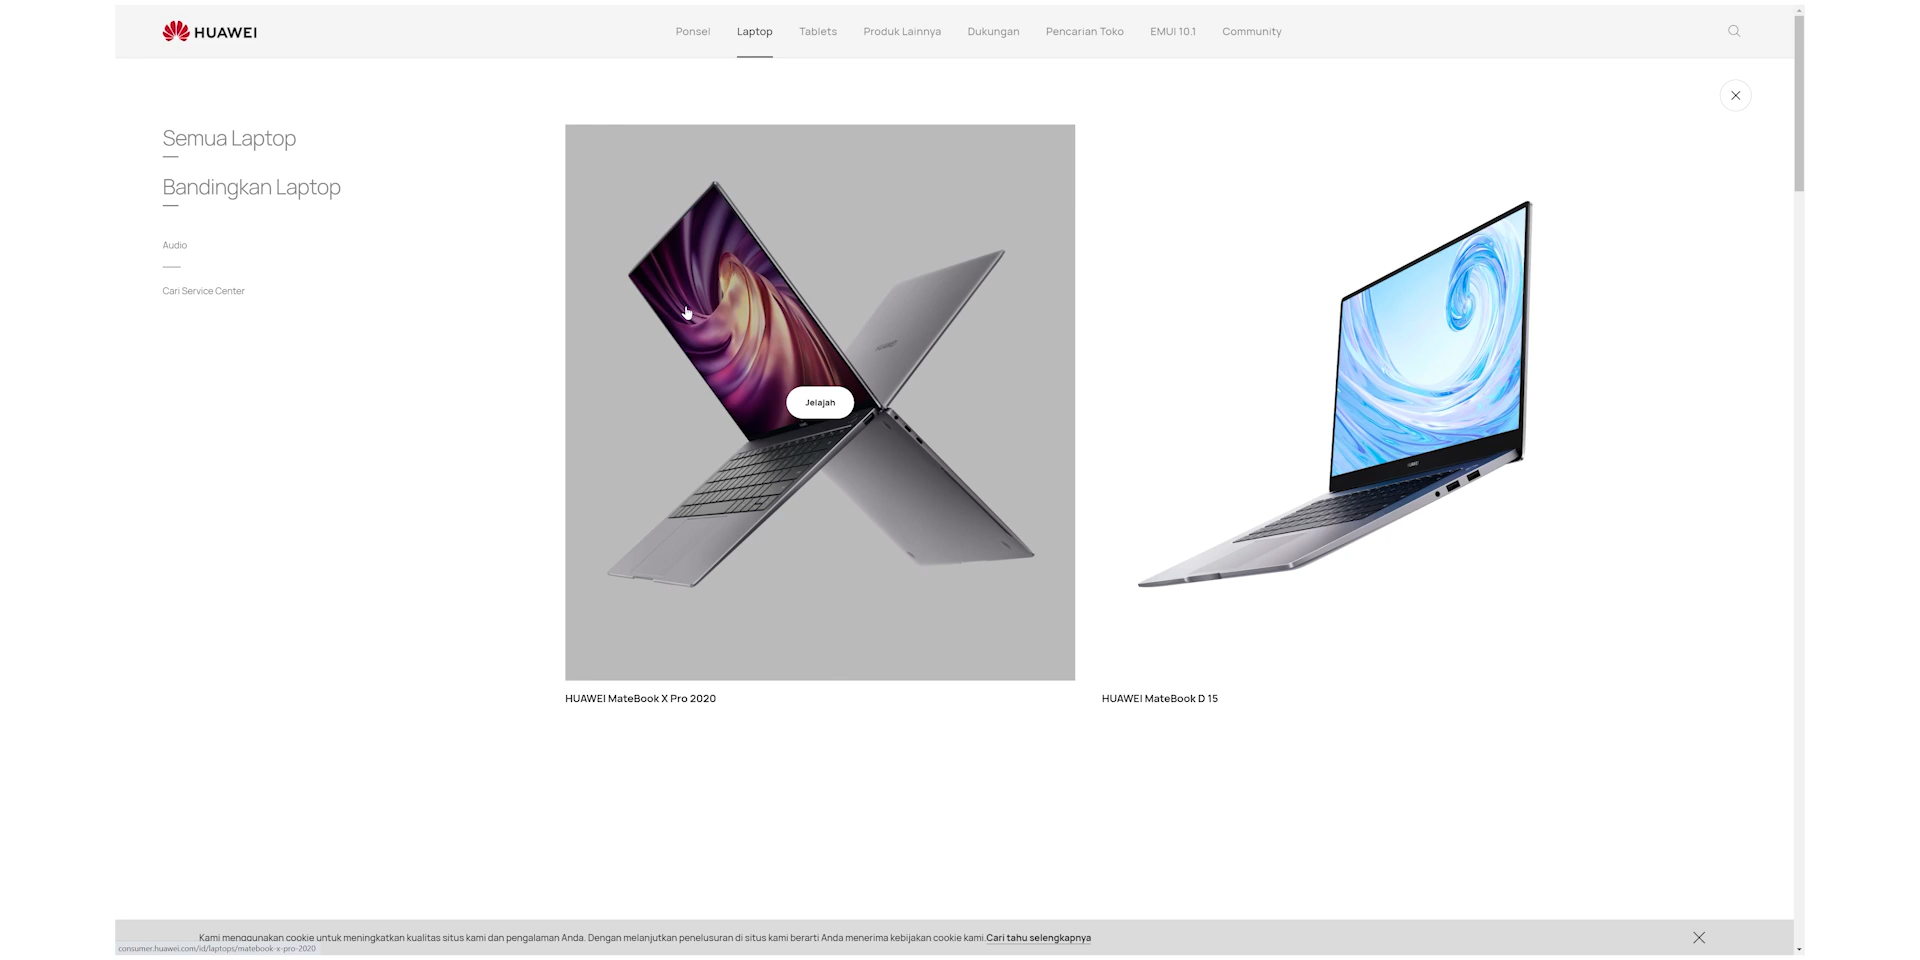 HUAWEI
Ponsel
Laptop
Tablets
Produk Lainnya
Dukungan
Pencarian Toko
EMUI 10.1
Community
Semua Laptop
Bandingkan Laptop
Audio
Cari Service Center
Jelajah
HUAWEI MateBook X Pro 2020
HUAWEI MateBook D 15
Kami menggunakan cookie untuk meningkatkan kualitas situs kami dan pengalaman Anda. Dengan melanjutkan penelusuran di situs kami berarti Anda menerima kebijakan cookie kami. Cari tahu selengkapnya
consumer.huawei.com/id/laptops/matebook-x-pro-2020